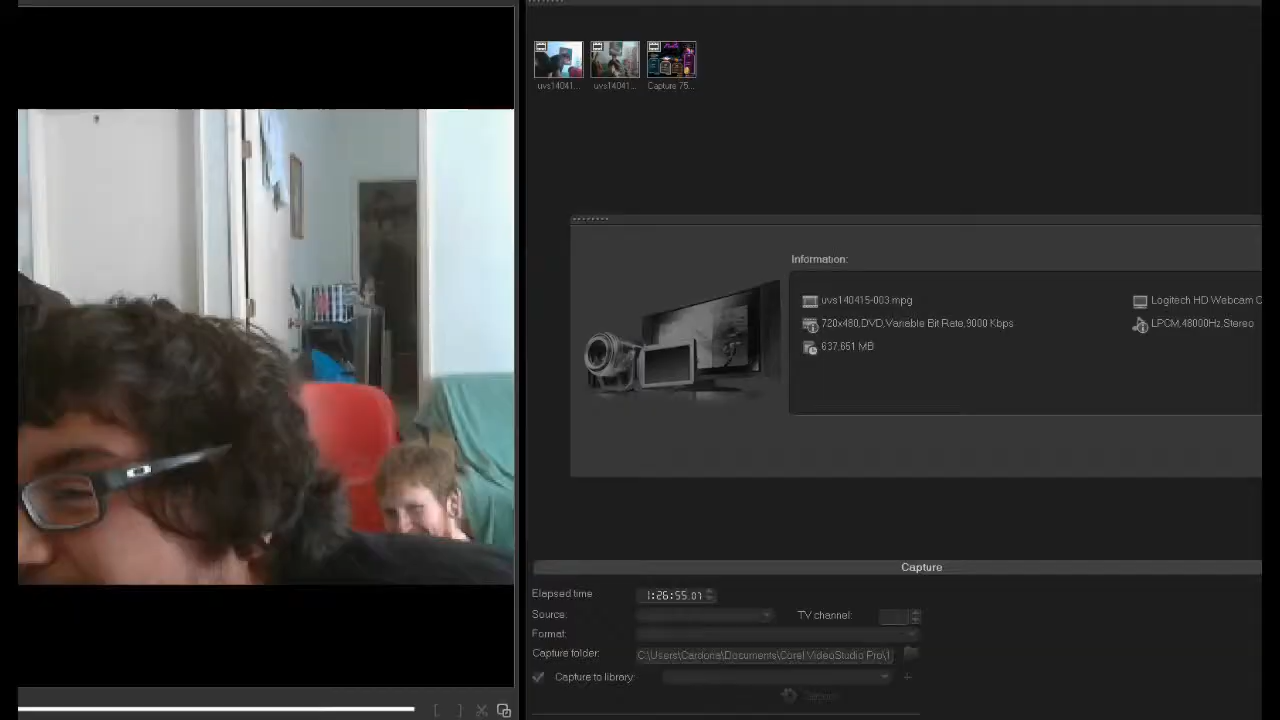 uvs14041... uvs14041... Capture 75...
Information:
uvs140415-003.mpg
Logitech HD Webcam C
720x480,DVD,Variable Bit Rate,9000 Kbps
LPCM,48000Hz,Stereo
637,651 MB
Capture
Elapsed time 1:26:55.07
Source: TV channel:
Format:
Capture folder: C:\Users\Cardona\Documents\Corel VideoStudio Pro\1
Capture to library: